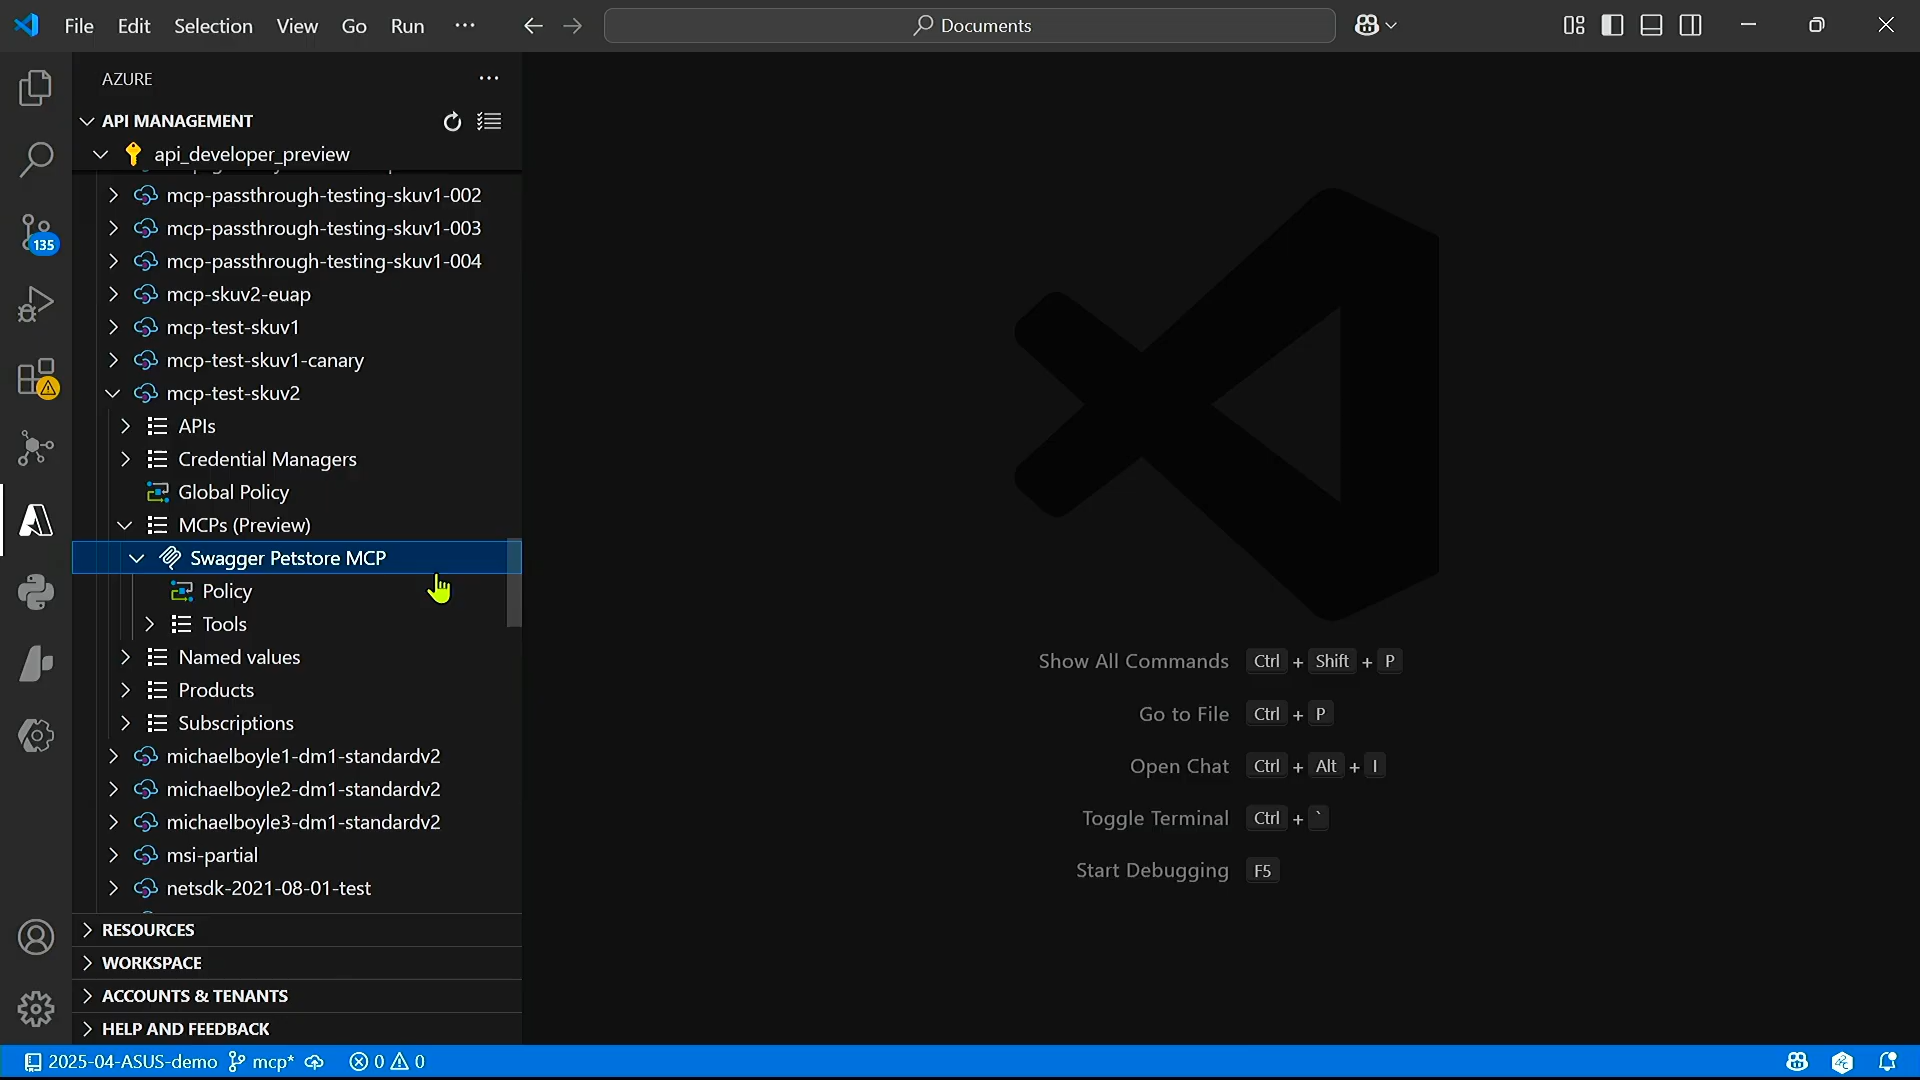 File Edit Selection View Go Run ... Documents
AZURE
API MANAGEMENT
api_developer_preview
mcp-passthrough-testing-skuv1-002
mcp-passthrough-testing-skuv1-003
mcp-passthrough-testing-skuv1-004
mcp-skuv2-euap
mcp-test-skuv1
mcp-test-skuv1-canary
mcp-test-skuv2
APIs
Credential Managers
Global Policy
MCPs (Preview)
Swagger Petstore MCP
Policy
Tools
Named values
Products
Subscriptions
michaelboyle1-dm1-standardv2
michaelboyle2-dm1-standardv2
michaelboyle3-dm1-standardv2
msi-partial
netsdk-2021-08-01-test
RESOURCES
WORKSPACE
ACCOUNTS & TENANTS
HELP AND FEEDBACK
135
Show All Commands Ctrl + Shift + P
Go to File Ctrl + P
Open Chat Ctrl + Alt + I
Toggle Terminal Ctrl + `
Start Debugging F5
2025-04-ASUS-demo mcp* 0 0